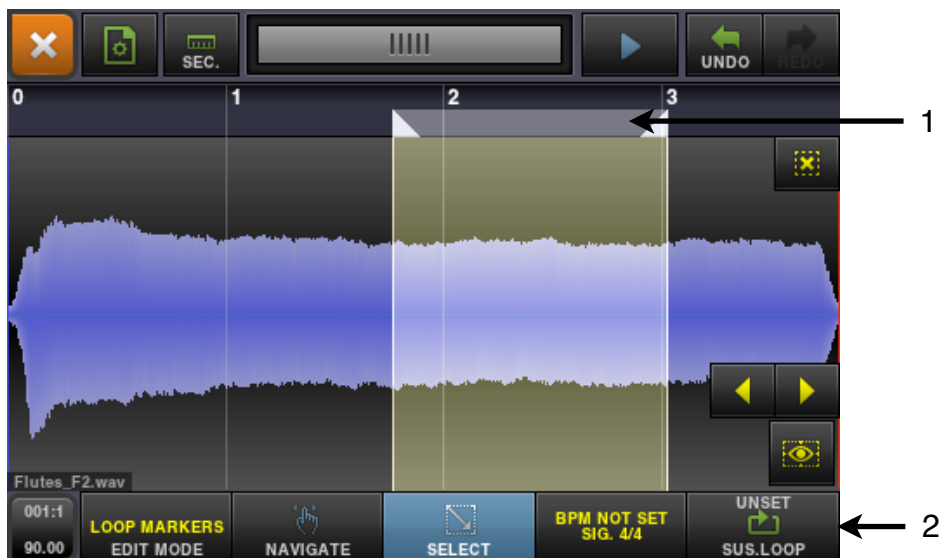 SEC.
UNDO
REDO
0 1 2 3
1
Flutes_F2.wav
001:1
90.00
LOOP MARKERS
EDIT MODE
NAVIGATE
SELECT
BPM NOT SET
SIG. 4/4
UNSET
SUS.LOOP
2